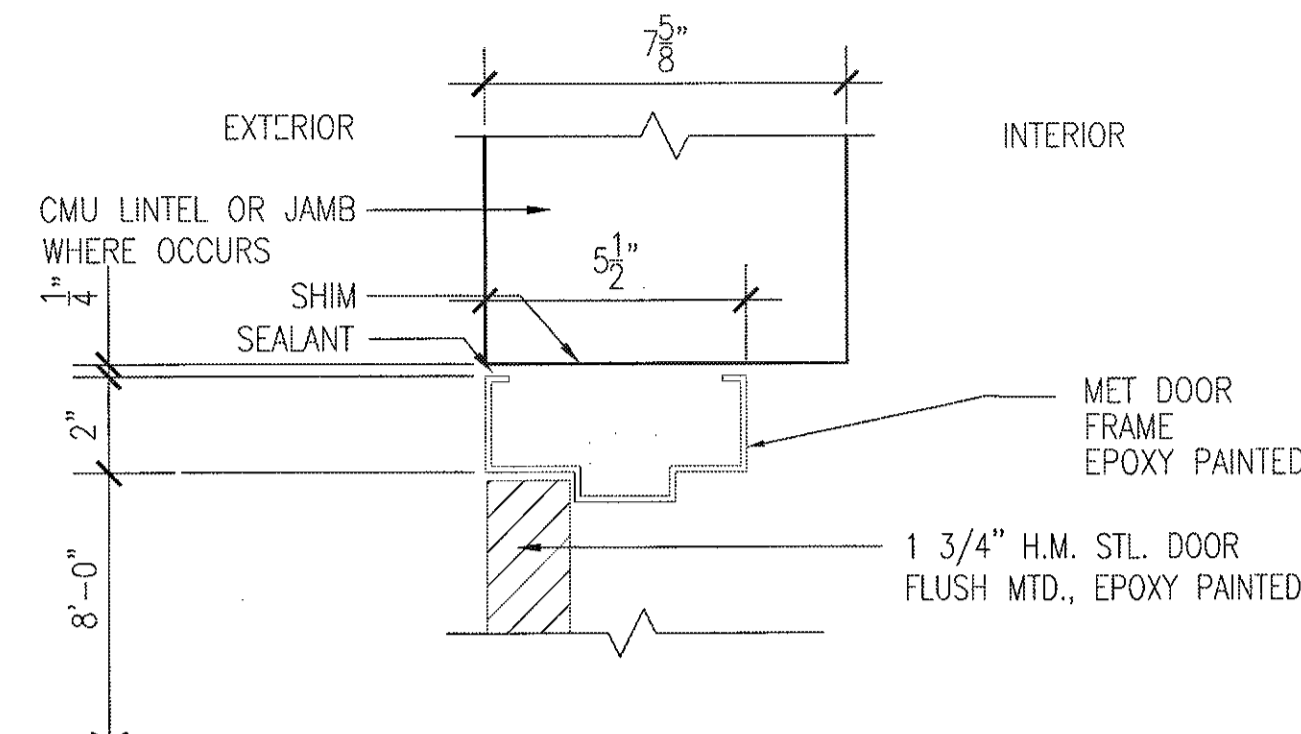 7 5/8"
EXTERIOR
INTERIOR
CMU LINTEL OR JAMB
WHERE OCCURS
5 1/2"
1/4"
SHIM
SEALANT
MET DOOR
FRAME
EPOXY PAINTED
2"
1 3/4" H.M. STL. DOOR
FLUSH MTD., EPOXY PAINTED
8'-0"